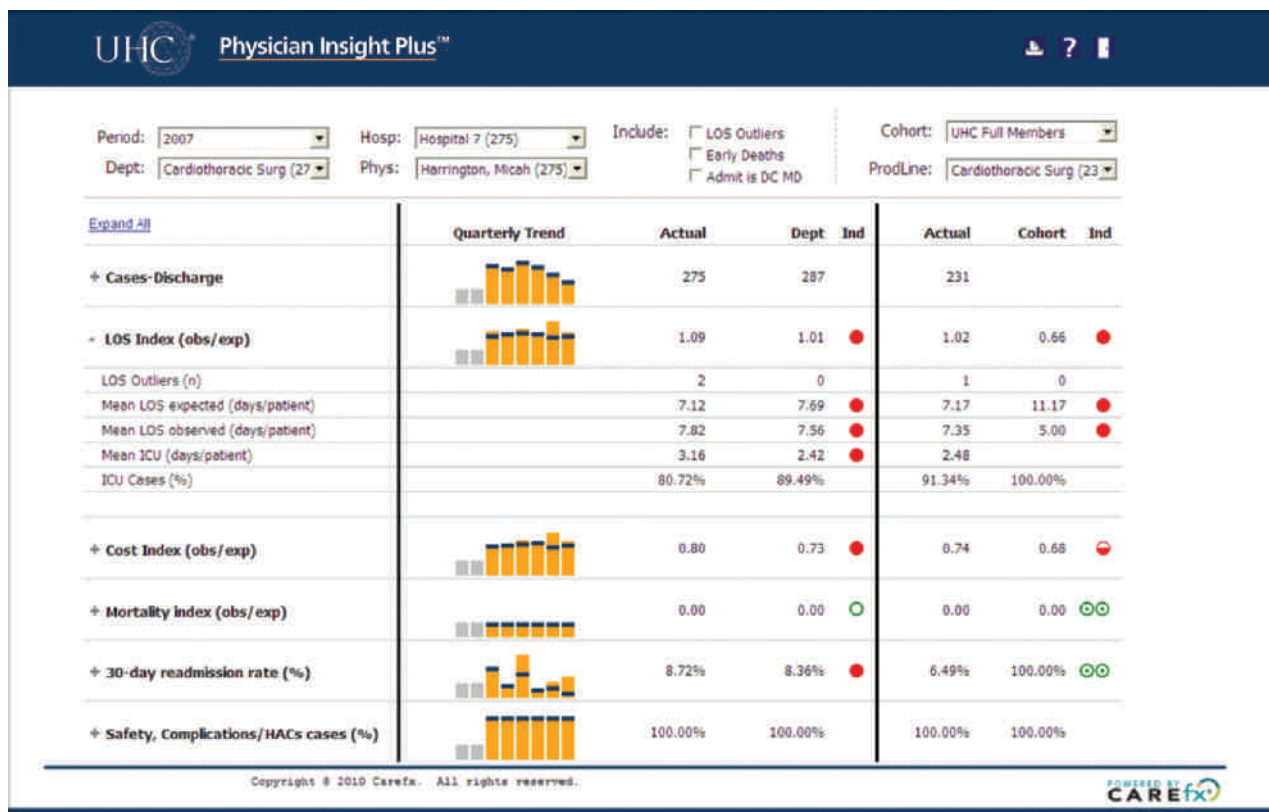 UHC Physician Insight Plus™
?
Period: 2007 Hosp: Hospital 7 (275) Include: LOS Outliers Cohort: UHC Full Members
Early Deaths
Dept: Cardiothoracic Surg (27 Phys: Harrington, Micah (275) Admit is DC MD ProdLine: Cardiothoracic Surg (23
Expand All Quarterly Trend Actual Dept Ind Actual Cohort Ind
+ Cases-Discharge 275 287 231
- LOS Index (obs/exp) 1.09 1.01 1.02 0.66
LOS Outliers (n) 2 0 1 0
Mean LOS expected (days/patient) 7.12 7.69 7.17 11.17
Mean LOS observed (days/patient) 7.82 7.56 7.35 5.00
Mean ICU (days/patient) 3.16 2.42 2.48
ICU Cases (%) 80.72% 89.49% 91.34% 100.00%
+ Cost Index (obs/exp) 0.80 0.73 0.74 0.68
+ Mortality index (obs/exp) 0.00 0.00 0.00 0.00
+ 30-day readmission rate (%) 8.72% 8.36% 6.49% 100.00%
+ Safety, Complications/HACs cases (%) 100.00% 100.00% 100.00% 100.00%
Copyright © 2010 Carefx. All rights reserved.
POWERED BY
CAREfx